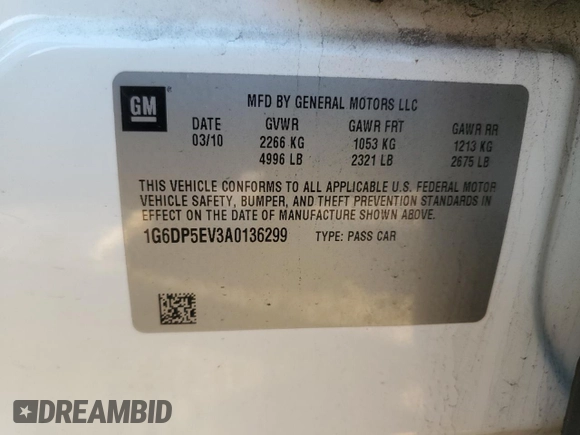 GM
MFD BY GENERAL MOTORS LLC
DATE GVWR GAWR FRT GAWR RR
03/10 2266 KG 1053 KG 1213 KG
4996 LB 2321 LB 2675 LB
THIS VEHICLE CONFORMS TO ALL APPLICABLE U.S. FEDERAL MOTOR
VEHICLE SAFETY, BUMPER, AND THEFT PREVENTION STANDARDS IN
EFFECT ON THE DATE OF MANUFACTURE SHOWN ABOVE.
1G6DP5EV3A0136299 TYPE: PASS CAR
DREAMBID